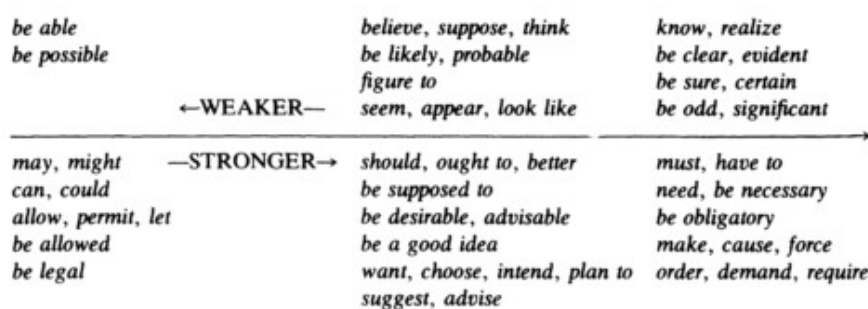 be able believe, suppose, think know, realize
be possible be likely, probable be clear, evident
figure to be sure, certain
←WEAKER— seem, appear, look like be odd, significant
may, might —STRONGER→ should, ought to, better must, have to
can, could be supposed to need, be necessary
allow, permit, let be desirable, advisable be obligatory
be allowed be a good idea make, cause, force
be legal want, choose, intend, plan to order, demand, require
suggest, advise